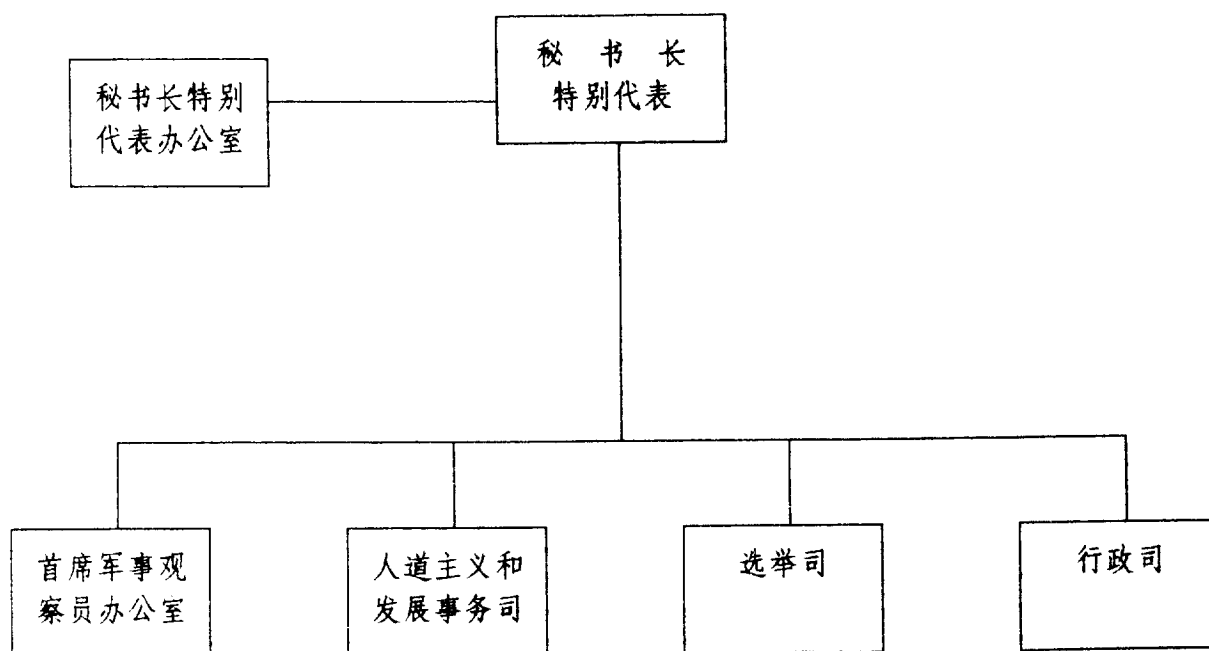 秘书长
特别代表
秘书长特别
代表办公室
首席军事观
察员办公室
人道主义和
发展事务司
选举司
行政司